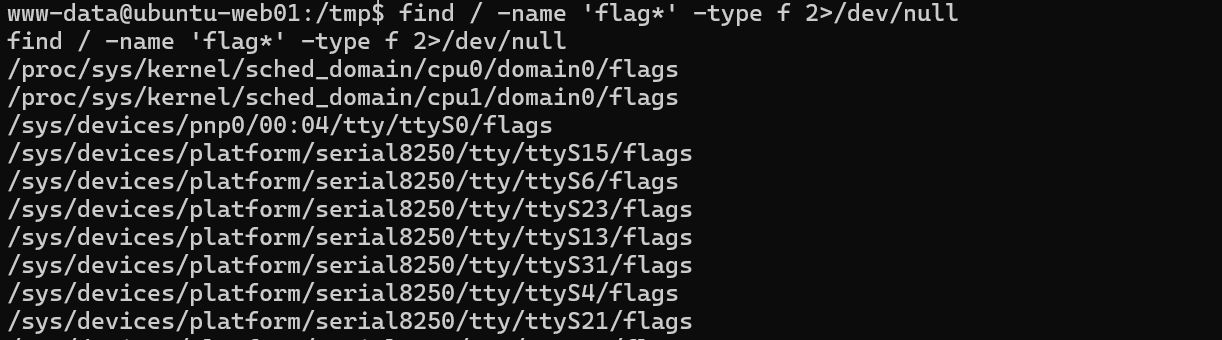 www-data@ubuntu-web01:/tmp$ find / -name 'flag*' -type f 2>/dev/null
find / -name 'flag*' -type f 2>/dev/null
/proc/sys/kernel/sched_domain/cpu0/domain0/flags
/proc/sys/kernel/sched_domain/cpu1/domain0/flags
/sys/devices/pnp0/00:04/tty/ttyS0/flags
/sys/devices/platform/serial8250/tty/ttyS15/flags
/sys/devices/platform/serial8250/tty/ttyS6/flags
/sys/devices/platform/serial8250/tty/ttyS23/flags
/sys/devices/platform/serial8250/tty/ttyS13/flags
/sys/devices/platform/serial8250/tty/ttyS31/flags
/sys/devices/platform/serial8250/tty/ttyS4/flags
/sys/devices/platform/serial8250/tty/ttyS21/flags